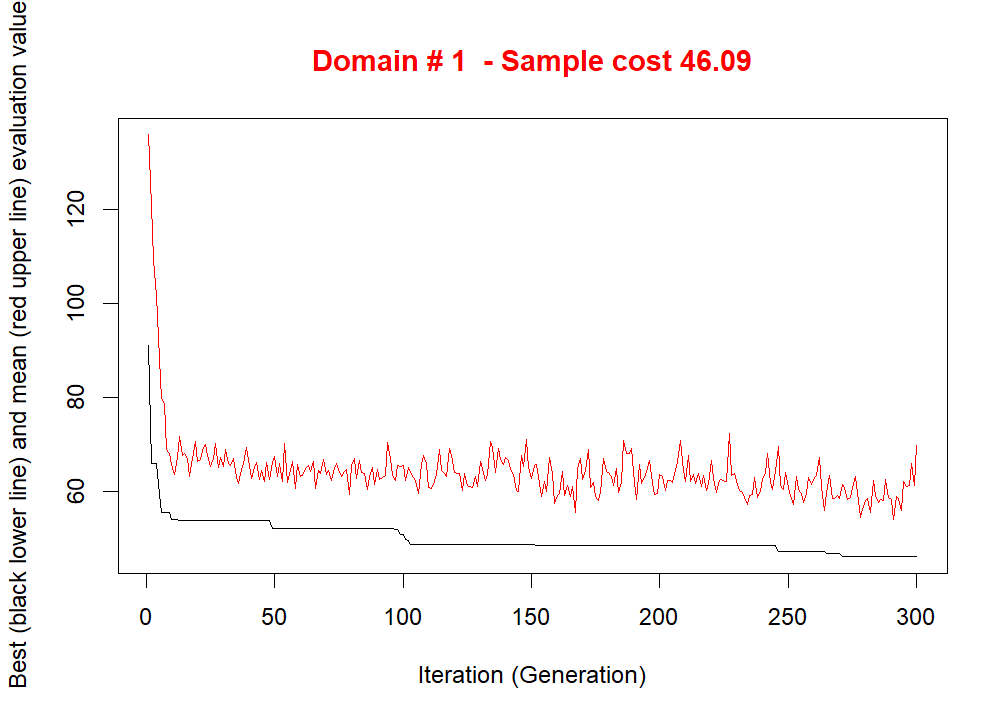 Domain # 1  - Sample cost 46.09
Best (black lower line) and mean (red upper line) evaluation value
120
100
80
60
0 50 100 150 200 250 300
Iteration (Generation)